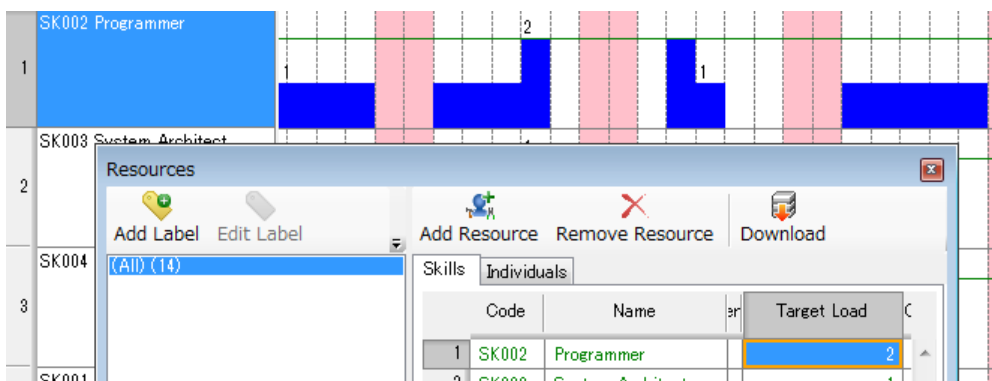 SK002 Programmer
2
1
1
1
SK003 System Architect
2
Resources
Add Label
Edit Label
Add Resource
Remove Resource
Download
SK004
(All) (14)
Skills
Individuals
3
Code
Name
Target Load
1
SK002
Programmer
2